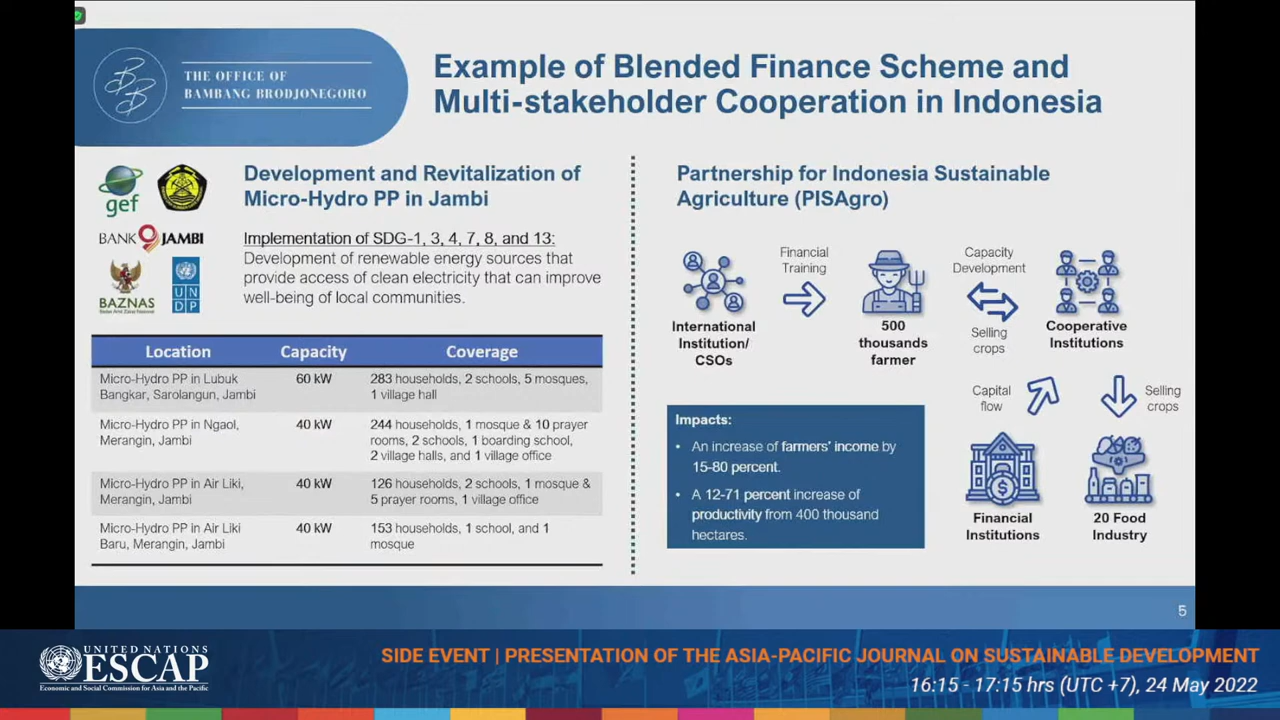 THE OFFICE OF
BAMBANG BRODJONEGORO
Example of Blended Finance Scheme and
Multi-stakeholder Cooperation in Indonesia
gef
BANK 9 JAMBI
BAZNAS
U N
D P
Development and Revitalization of
Micro-Hydro PP in Jambi
Implementation of SDG-1, 3, 4, 7, 8, and 13:
Development of renewable energy sources that
provide access of clean electricity that can improve
well-being of local communities.
Location Capacity Coverage
Micro-Hydro PP in Lubuk 60 kW 283 households, 2 schools, 5 mosques,
Bangkar, Sarolangun, Jambi 1 village hall
Micro-Hydro PP in Ngaol, 40 kW 244 households, 1 mosque & 10 prayer
Merangin, Jambi rooms, 2 schools, 1 boarding school,
2 village halls, and 1 village office
Micro-Hydro PP in Air Liki, 40 kW 126 households, 2 schools, 1 mosque &
Merangin, Jambi 5 prayer rooms, 1 village office
Micro-Hydro PP in Air Liki 40 kW 153 households, 1 school, and 1
Baru, Merangin, Jambi mosque
Partnership for Indonesia Sustainable
Agriculture (PISAgro)
International
Institution/
CSOs
Financial
Training
500
thousands
farmer
Capacity
Development
Selling
crops
Cooperative
Institutions
Capital
flow
Selling
crops
Financial
Institutions
20 Food
Industry
Impacts:
• An increase of farmers' income by
15-80 percent.
• A 12-71 percent increase of
productivity from 400 thousand
hectares.
5
UNITED NATIONS
ESCAP
Economic and Social Commission for Asia and the Pacific
SIDE EVENT | PRESENTATION OF THE ASIA-PACIFIC JOURNAL ON SUSTAINABLE DEVELOPMENT
16:15 - 17:15 hrs (UTC +7), 24 May 2022